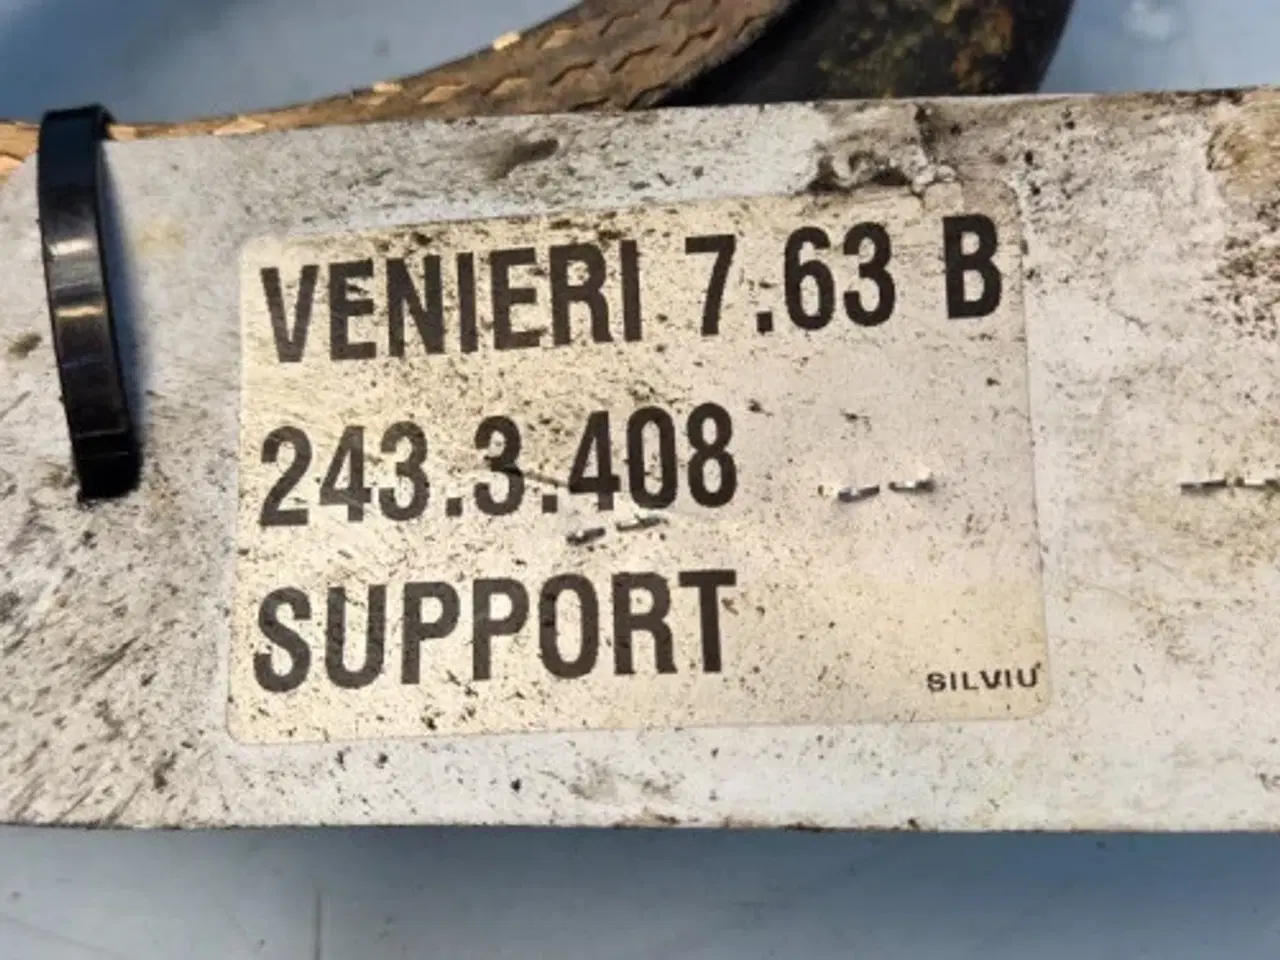 VENIERI 7.63 B
243.3.408
SUPPORT
SILVIU